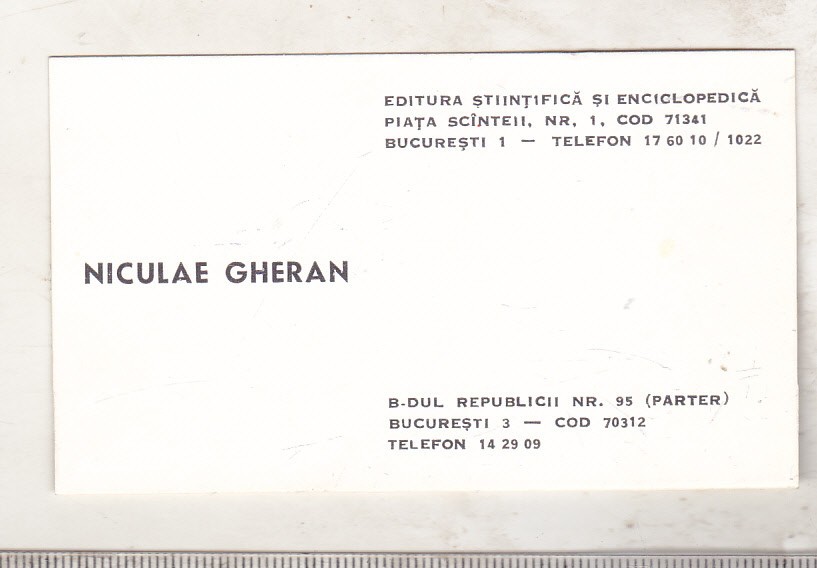 EDITURA ȘTIINȚIFICĂ ȘI ENCICLOPEDICĂ
PIAȚA SCÎNTEII, NR, 1, COD 71341
BUCUREȘTI 1 — TELEFON 17 60 10 / 1022
NICULAE GHERAN
B-DUL REPUBLICII NR. 95 (PARTER)
BUCUREȘTI 3 — COD 70312
TELEFON 14 29 09